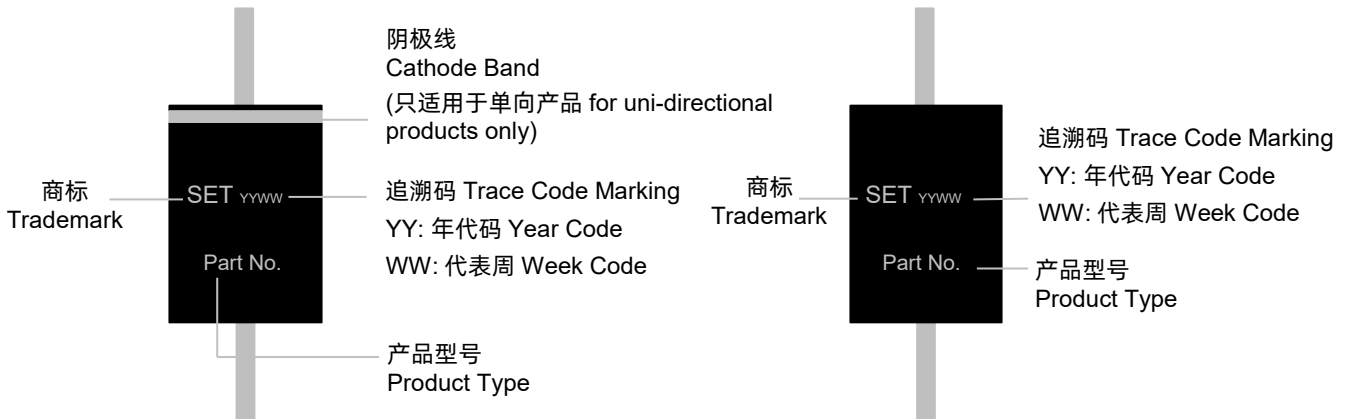 阴极线
Cathode Band
(只适用于单向产品 for uni-directional
products only)
商标
Trademark
SET YYWW
追溯码 Trace Code Marking
YY: 年代码 Year Code
WW: 代表周 Week Code
Part No.
产品型号
Product Type
商标
Trademark
SET YYWW
追溯码 Trace Code Marking
YY: 年代码 Year Code
WW: 代表周 Week Code
Part No.
产品型号
Product Type